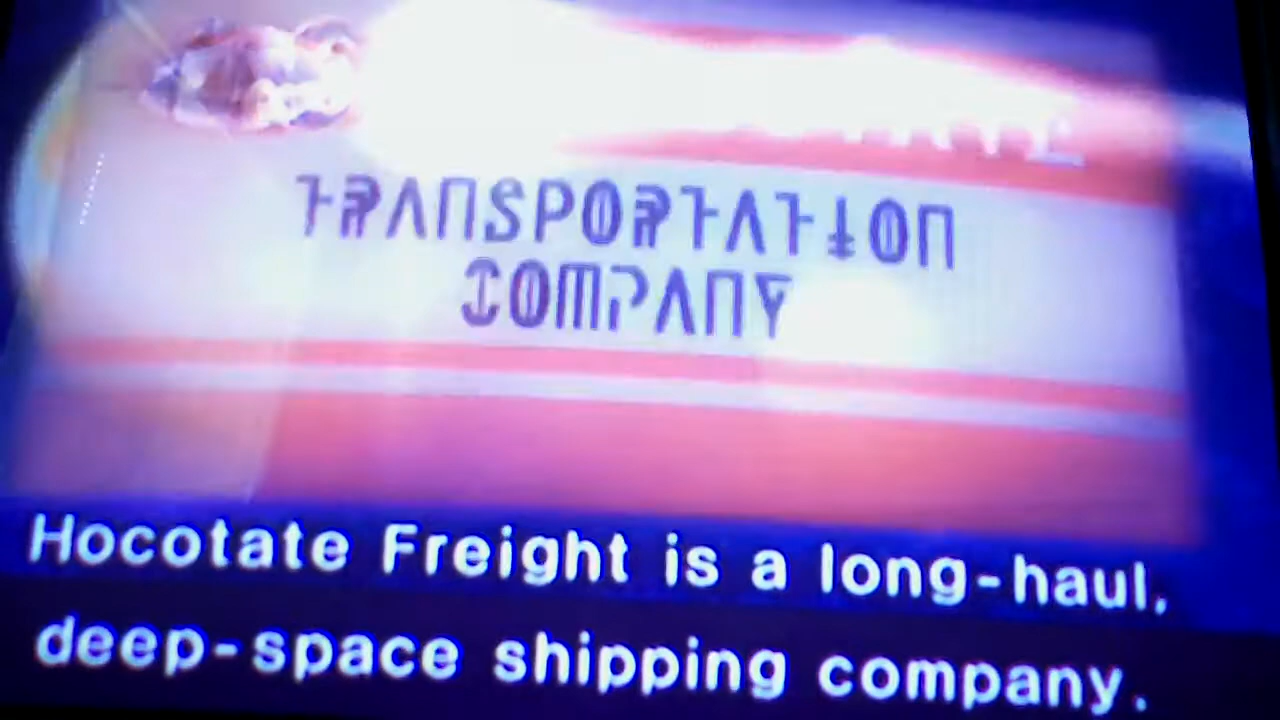 TRANSPORTATION
COMPANY
Hocotate Freight is a long-haul,
deep-space shipping company.